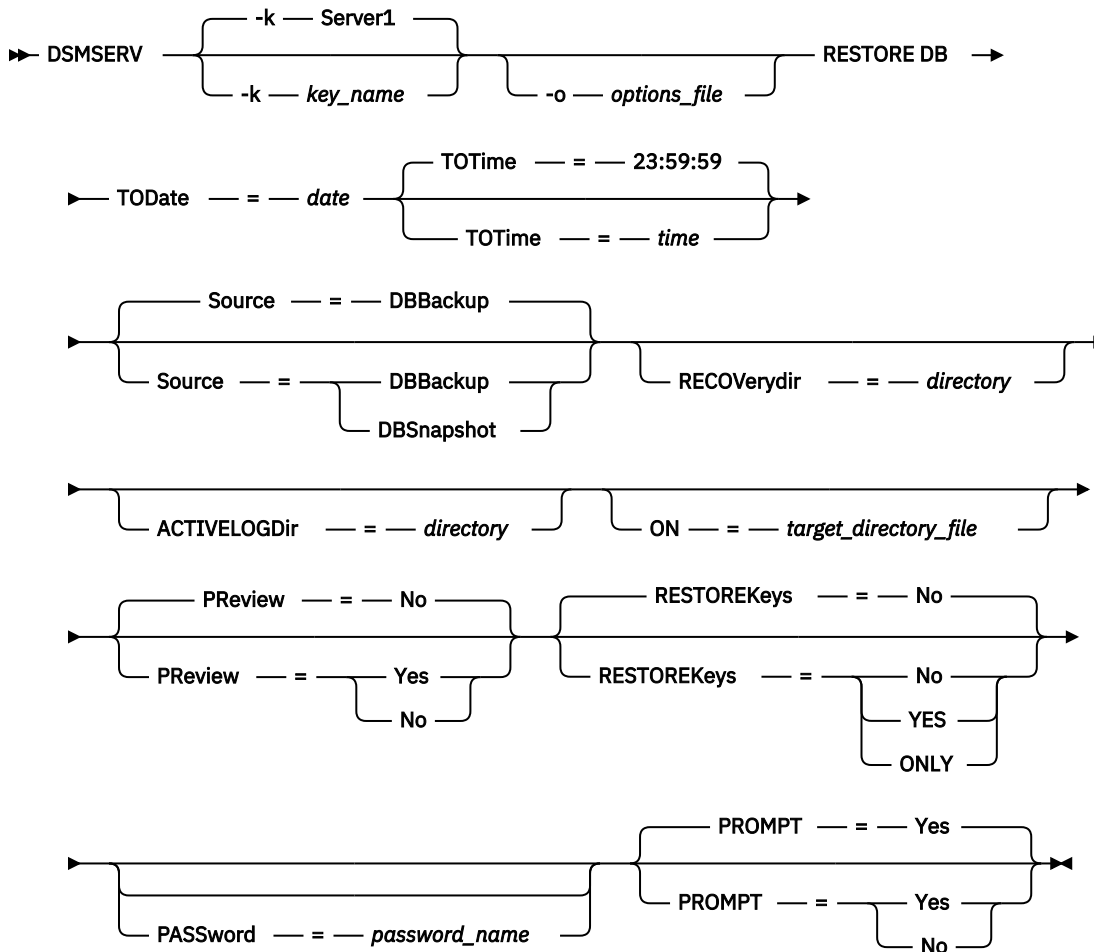 -k Server1
DSMSERV RESTORE DB
-k key_name -o options_file
TOTime = 23:59:59
TODate = date
TOTime = time
Source = DBBackup
Source = DBBackup RECOVerydir = directory
DBSnapshot
ACTIVELOGDir = directory ON = target_directory_file
PReview = No RESTOREKeys = No
PReview = Yes RESTOREKeys = No
No YES
ONLY
PROMPT = Yes
PASSword = password_name PROMPT = Yes
No